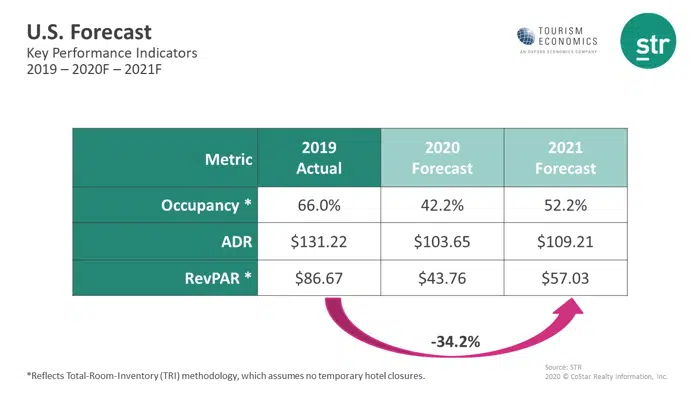 U.S. Forecast
Key Performance Indicators
2019 – 2020F – 2021F
TOURISM
ECONOMICS
AN OXFORD ECONOMICS COMPANY
str
Metric
2019
Actual
2020
Forecast
2021
Forecast
Occupancy * 66.0% 42.2% 52.2%
ADR $131.22 $103.65 $109.21
RevPAR * $86.67 $43.76 $57.03
-34.2%
*Reflects Total-Room-Inventory (TRI) methodology, which assumes no temporary hotel closures.
Source: STR
2020 © CoStar Realty Information, Inc.